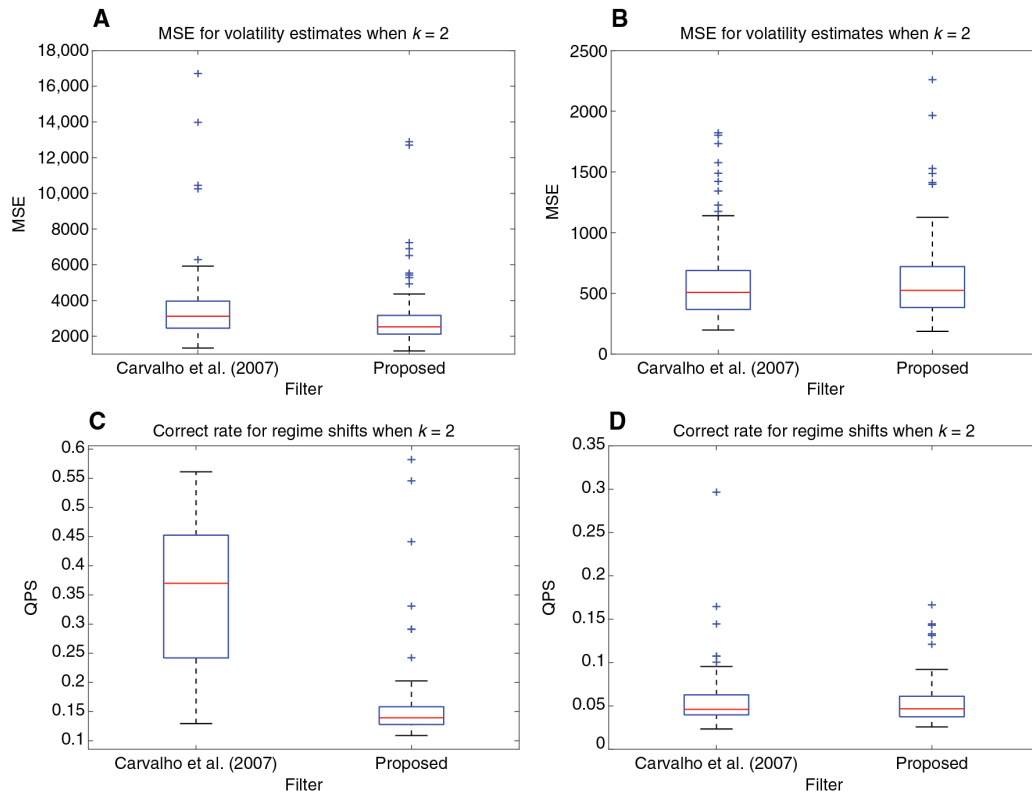 A
MSE for volatility estimates when k = 2
18,000
16,000
14,000
12,000
10,000
8000
6000
4000
2000
MSE
Carvalho et al. (2007)
Proposed
Filter
B
MSE for volatility estimates when k = 2
2500
2000
1500
1000
500
0
MSE
Carvalho et al. (2007)
Proposed
Filter
C
Correct rate for regime shifts when k = 2
0.6
0.55
0.5
0.45
0.4
0.35
0.3
0.25
0.2
0.15
0.1
QPS
Carvalho et al. (2007)
Proposed
Filter
D
Correct rate for regime shifts when k = 2
0.35
0.3
0.25
0.2
0.15
0.1
0.05
0
QPS
Carvalho et al. (2007)
Proposed
Filter